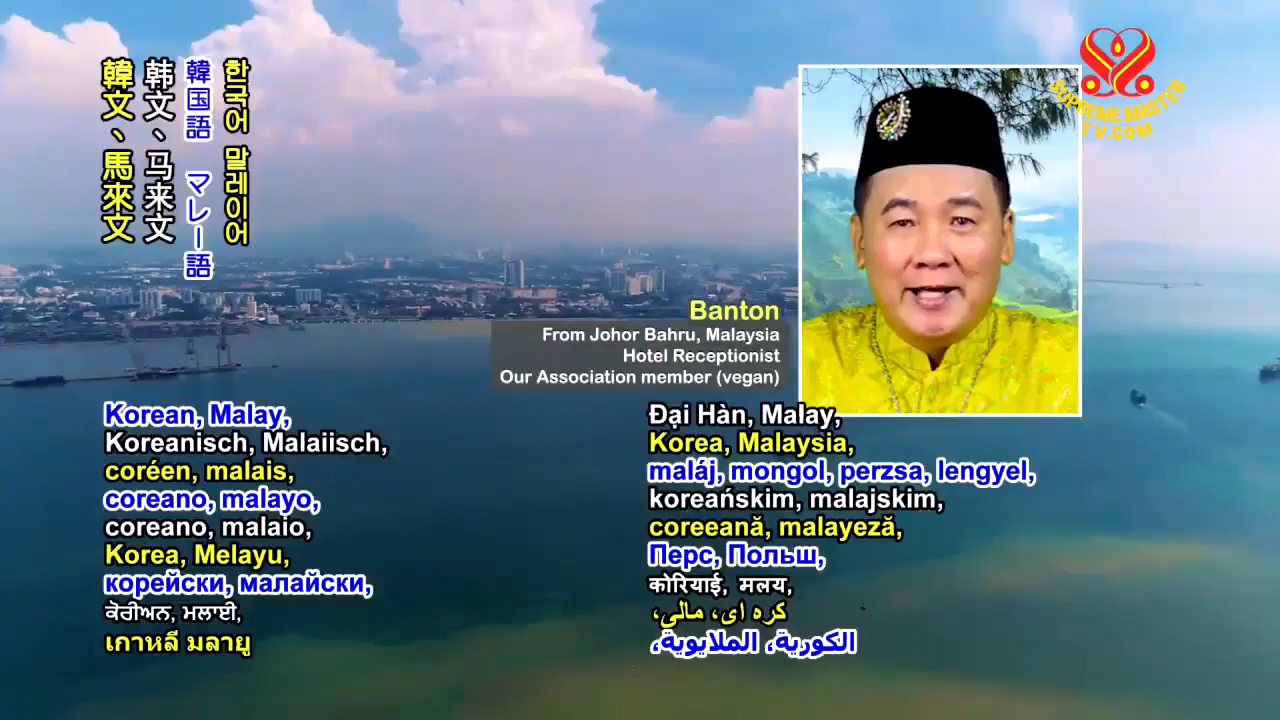 韓文、馬來文
韩文、马来文
韓国語 マレー語
한국어 말레이어
SUPREME MASTER
TV.COM
Banton
From Johor Bahru, Malaysia
Hotel Receptionist
Our Association member (vegan)
Korean, Malay,
Koreanisch, Malaiisch,
coréen, malais,
coreano, malayo,
coreano, malaio,
Korea, Melayu,
корейски, малайски,
ਕੋਰੀਅਨ, ਮਲਾਈ,
เกาหลี มลายู
Đại Hàn, Malay,
Korea, Malaysia,
maláj, mongol, perzsa, lengyel,
koreańskim, malajskim,
coreeană, malayeză,
Перс, Польш,
कोरियाई, मलय,
کره ای، مالی،
الكورية، الملايوية،